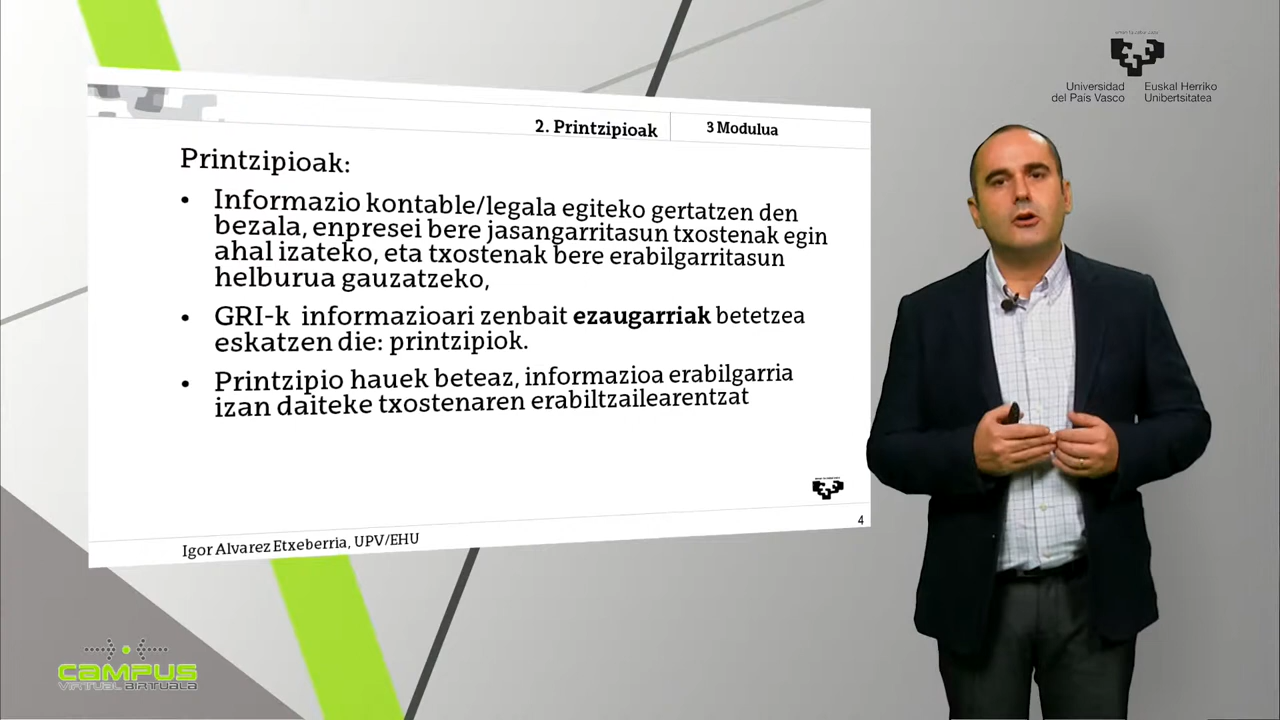 Universidad
del País Vasco
Euskal Herriko
Unibertsitatea
2. Printzipioak
3 Modulua
Printzipioak:
• Informazio kontable/legala egiteko gertatzen den
bezala, enpresei bere jasangarritasun txostenak egin
ahal izateko, eta txostenak bere erabilgarritasun
helburua gauzatzeko,
• GRI-k informazioari zenbait ezaugarriak betetzea
eskatzen die: printzipiok.
• Printzipio hauek beteaz, informazioa erabilgarria
izan daiteke txostenaren erabiltzailearentzat
4
Igor Alvarez Etxeberria, UPV/EHU
CAMPUS
VIRTUAL BIRTUALA